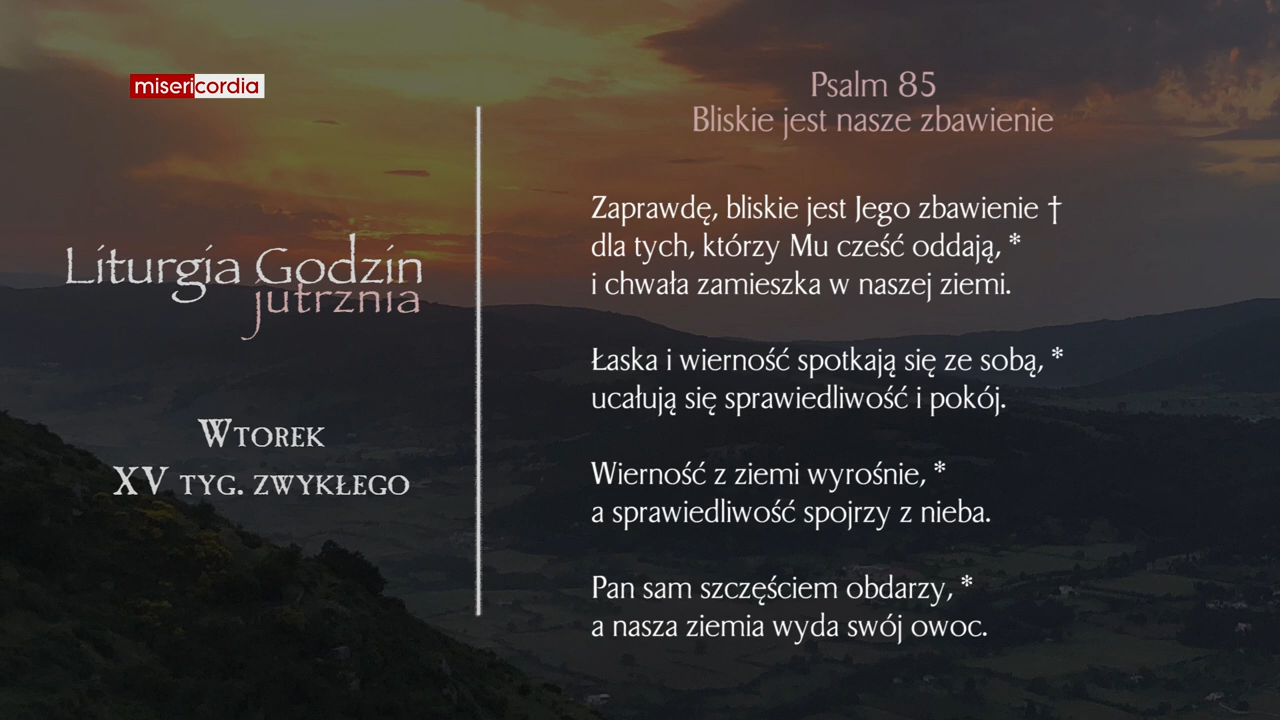 misericordia
Liturgia Godzin
jutrznia
Wtorek
XV tyg. zwykłego
Psalm 85
Bliskie jest nasze zbawienie
Zaprawdę, bliskie jest Jego zbawienie †
dla tych, którzy Mu cześć oddają, *
i chwała zamieszka w naszej ziemi.
Łaska i wierność spotkają się ze sobą, *
ucałują się sprawiedliwość i pokój.
Wierność z ziemi wyrośnie, *
a sprawiedliwość spojrzy z nieba.
Pan sam szczęściem obdarzy, *
a nasza ziemia wyda swój owoc.